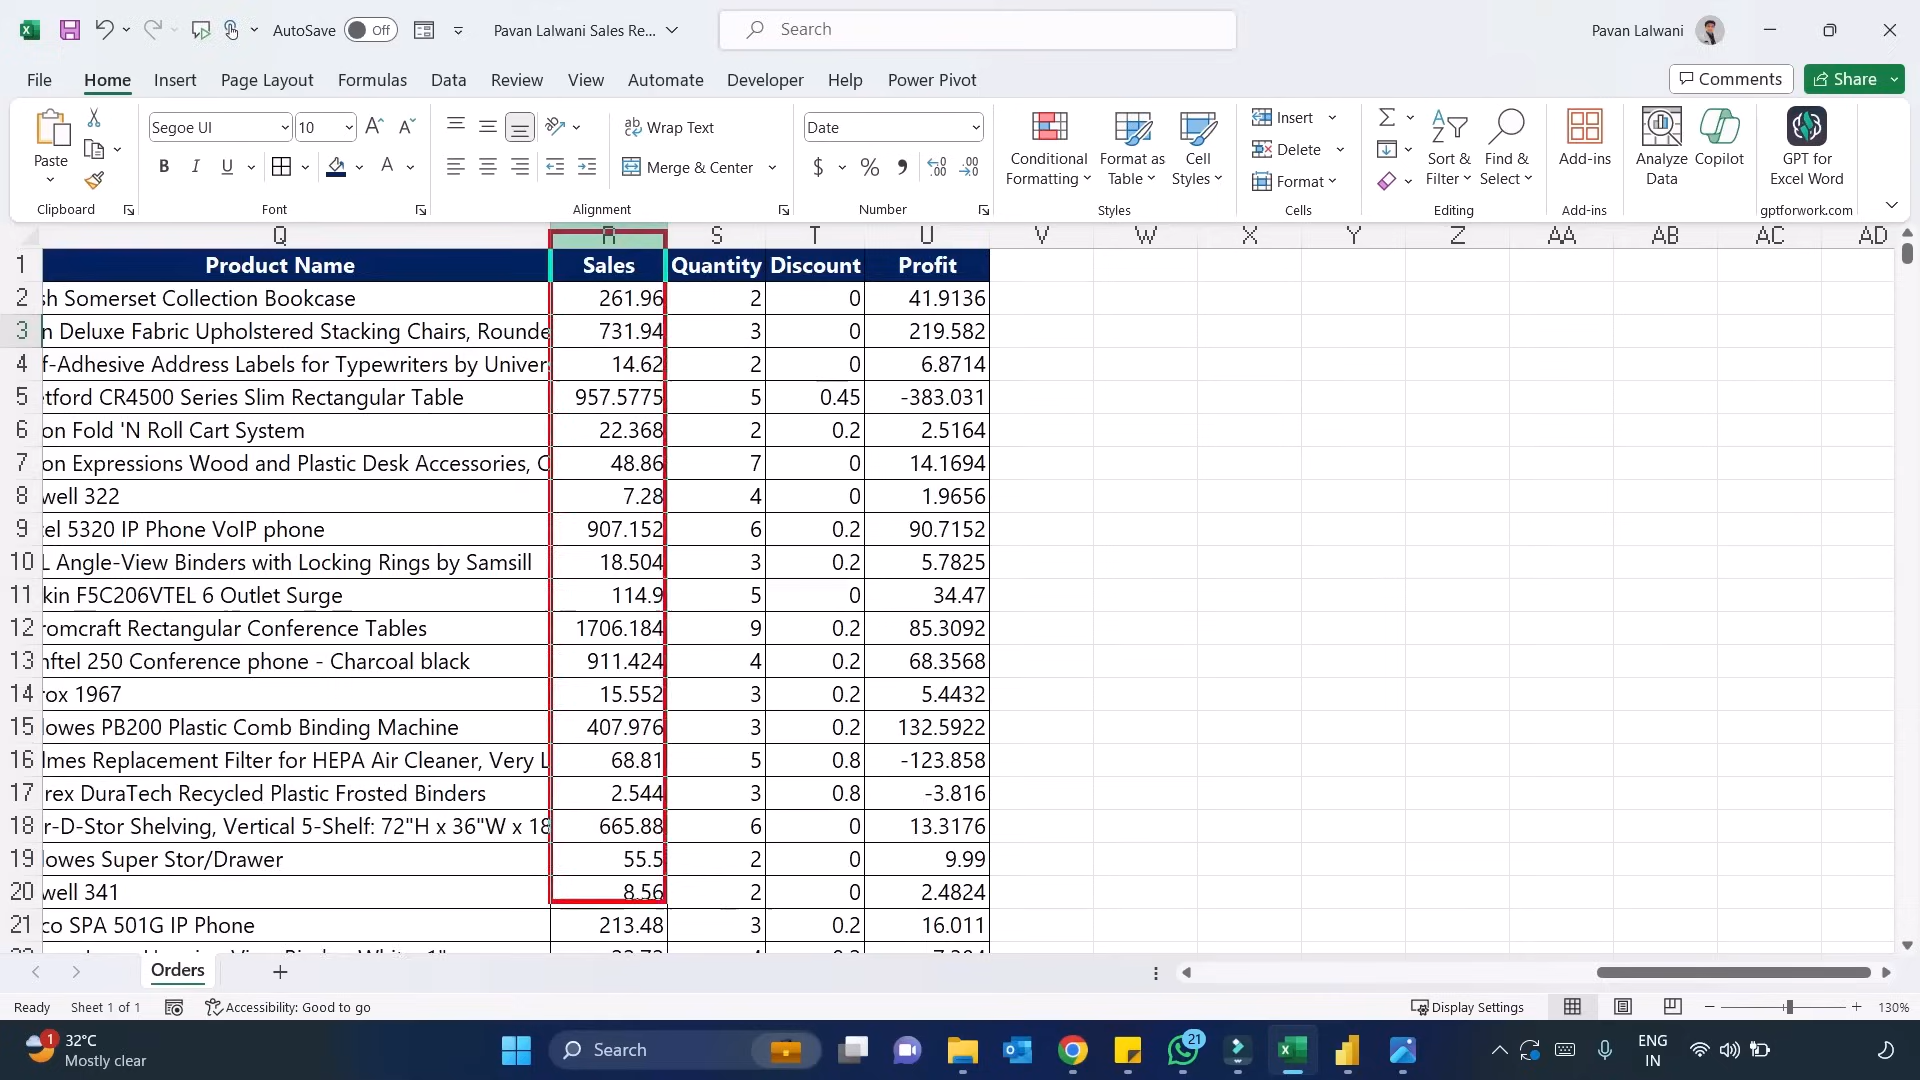 AutoSave Off Pavan Lalwani Sales Re... Search Pavan Lalwani
File Home Insert Page Layout Formulas Data Review View Automate Developer Help Power Pivot Comments Share
Paste
Clipboard
Segoe UI 10
B I U
Font
Wrap Text
Merge & Center
Alignment
Date
$ % ,
Number
Conditional Formatting
Format as Table
Cell Styles
Styles
Insert
Delete
Format
Cells
Sort & Filter
Find & Select
Editing
Add-ins
Add-ins
Analyze Data
Copilot
GPT for Excel Word
gptforwork.com
Q R S T U V W X Y Z AA AB AC AD
1 Product Name Sales Quantity Discount Profit
2 sh Somerset Collection Bookcase 261.96 2 0 41.9136
3 n Deluxe Fabric Upholstered Stacking Chairs, Rounde 731.94 3 0 219.582
4 f-Adhesive Address Labels for Typewriters by Univer 14.62 2 0 6.8714
5 tford CR4500 Series Slim Rectangular Table 957.5775 5 0.45 -383.031
6 on Fold 'N Roll Cart System 22.368 2 0.2 2.5164
7 on Expressions Wood and Plastic Desk Accessories, C 48.86 7 0 14.1694
8 well 322 7.28 4 0 1.9656
9 el 5320 IP Phone VoIP phone 907.152 6 0.2 90.7152
10 L Angle-View Binders with Locking Rings by Samsill 18.504 3 0.2 5.7825
11 kin F5C206VTEL 6 Outlet Surge 114.9 5 0 34.47
12 romcraft Rectangular Conference Tables 1706.184 9 0.2 85.3092
13 nftel 250 Conference phone - Charcoal black 911.424 4 0.2 68.3568
14 rox 1967 15.552 3 0.2 5.4432
15 lowes PB200 Plastic Comb Binding Machine 407.976 3 0.2 132.5922
16 lmes Replacement Filter for HEPA Air Cleaner, Very L 68.81 5 0.8 -123.858
17 rex DuraTech Recycled Plastic Frosted Binders 2.544 3 0.8 -3.816
18 r-D-Stor Shelving, Vertical 5-Shelf: 72"H x 36"W x 18 665.88 6 0 13.3176
19 lowes Super Stor/Drawer 55.5 2 0 9.99
20 well 341 8.56 2 0 2.4824
21 co SPA 501G IP Phone 213.48 3 0.2 16.011
Orders
Ready Sheet 1 of 1 Accessibility: Good to go Display Settings 130%
1 32°C
Mostly clear
Search
21
ENG
IN